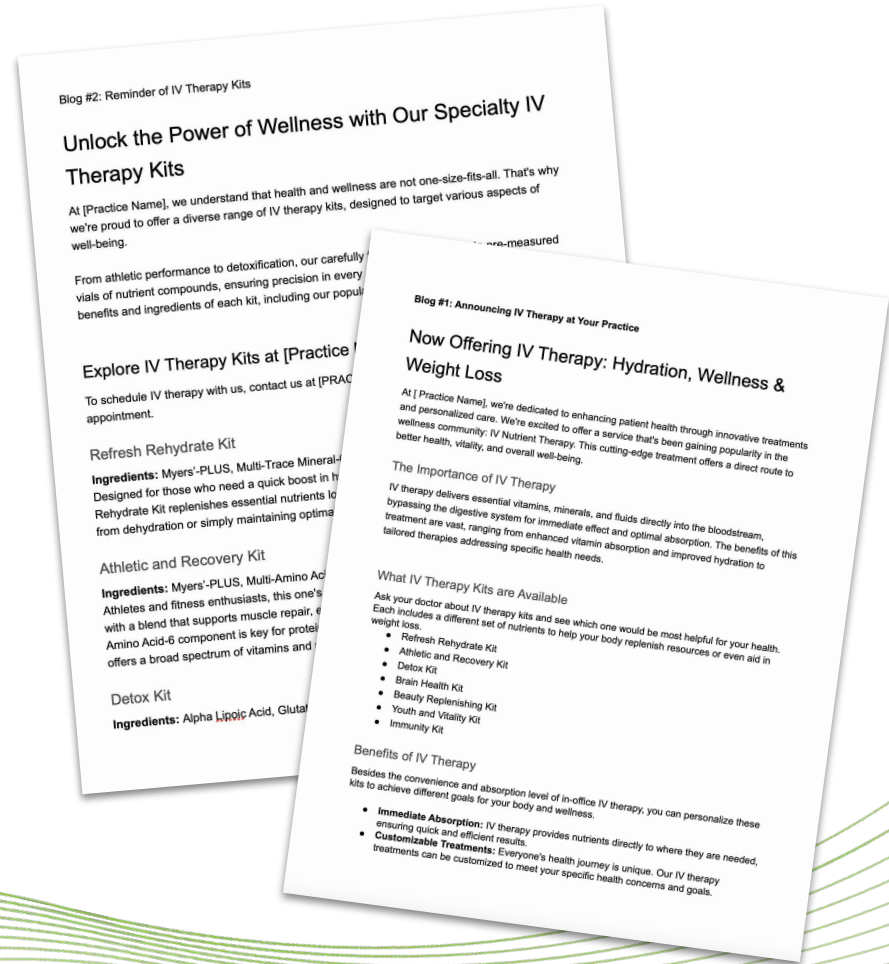 Blog #2: Reminder of IV Therapy Kits
Unlock the Power of Wellness with Our Specialty IV
Therapy Kits
At [Practice Name], we understand that health and wellness are not one-size-fits-all. That's why
we're proud to offer a diverse range of IV therapy kits, designed to target various aspects of
well-being.
pre-measured
From athletic performance to detoxification, our carefully
vials of nutrient compounds, ensuring precision in every
benefits and ingredients of each kit, including our
Explore IV Therapy Kits at [Practice
To schedule IV therapy with us, contact us at
appointment.
Refresh Rehydrate Kit
Ingredients: Myers'-PLUS, Multi-Trace
Designed for those who need a quick boost in
Rehydrate Kit replenishes essential nutrients
from dehydration or simply maintaining
Athletic and Recovery Kit
Ingredients: Myers'-PLUS, Multi-Amino
Athletes and fitness enthusiasts, this one's
with a blend that supports muscle repair,
Amino Acid-6 component is key for
offers a broad spectrum of vitamins and
Detox Kit
Ingredients: Alpha Lipoic Acid,
Blog #1: Announcing IV Therapy at Your Practice
Now Offering IV Therapy: Hydration, Wellness &
Weight Loss
At [ Practice Name], we're dedicated to enhancing patient health through innovative treatments
and personalized care. We're excited to offer a service that's been gaining popularity in the
wellness community: IV Nutrient Therapy. This cutting-edge treatment offers a direct route to
better health, vitality, and overall well-being.
The Importance of IV Therapy
IV therapy delivers essential vitamins, minerals, and fluids directly into the bloodstream,
bypassing the digestive system for immediate effect and optimal absorption. The benefits of this
treatment are vast, ranging from enhanced vitamin absorption and improved hydration to
tailored therapies addressing specific health needs.
What IV Therapy Kits are Available
Ask your doctor about IV therapy kits and see which one would be most helpful for your health.
Each includes a different set of nutrients to help your body replenish resources or even aid in
weight loss.
● Refresh Rehydrate Kit
● Athletic and Recovery Kit
● Detox Kit
● Brain Health Kit
● Beauty Replenishing Kit
● Youth and Vitality Kit
● Immunity Kit
Benefits of IV Therapy
Besides the convenience and absorption level of in-office IV therapy, you can personalize these
kits to achieve different goals for your body and wellness.
● Immediate Absorption: IV therapy provides nutrients directly to where they are needed,
ensuring quick and efficient results.
● Customizable Treatments: Everyone's health journey is unique. Our IV therapy
treatments can be customized to meet your specific health concerns and goals.